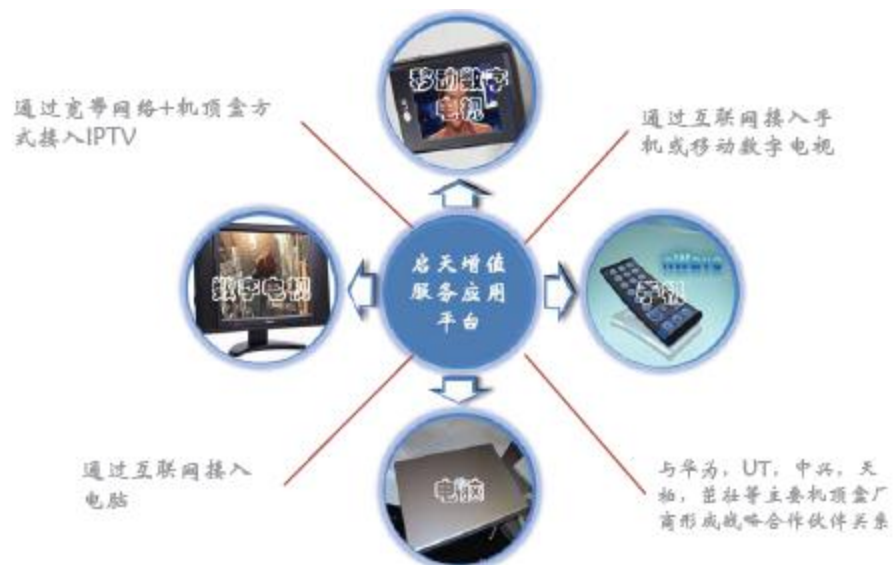 移动数字
电视
通过宽带网络+机顶盒方
式接入IPTV
通过互联网接入手
机或移动数字电视
数字电视
启天增值
服务应用
平台
手机
通过互联网接入
电脑
电脑
与华为，UT，中兴，天
柏，茁壮等主要机顶盒厂
商形成战略合作伙伴关系